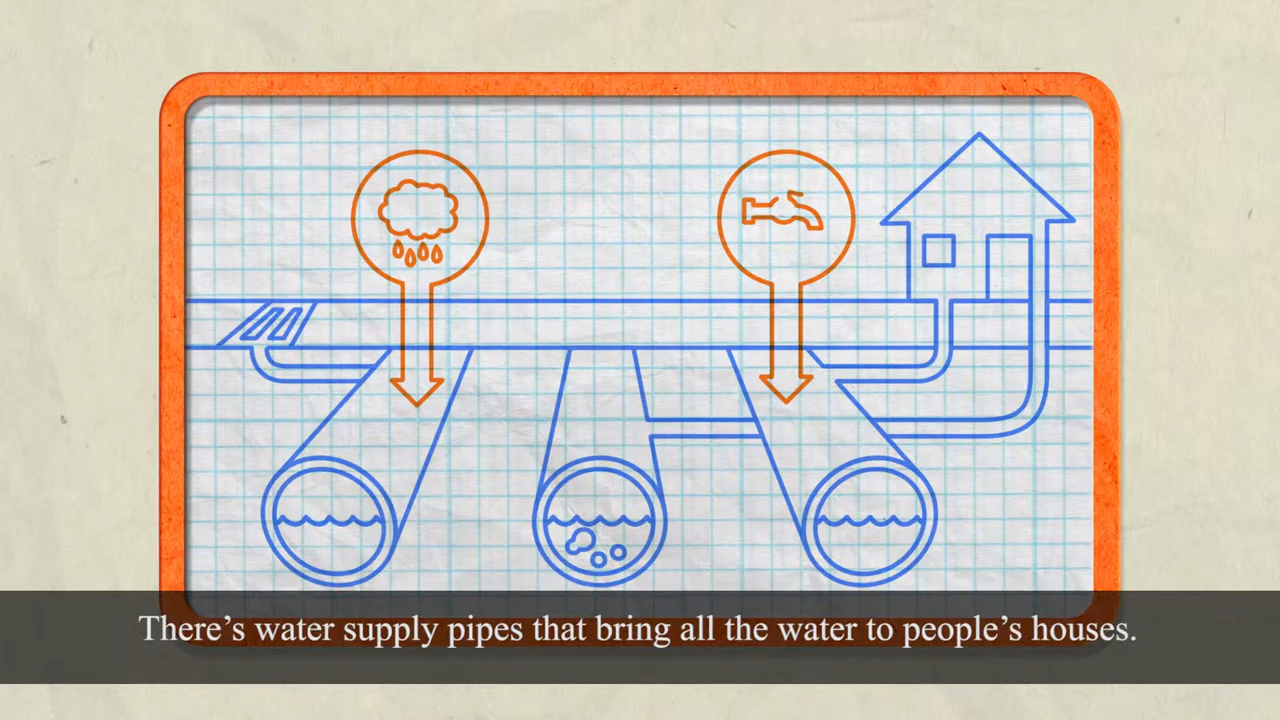 There’s water supply pipes that bring all the water to people’s houses.